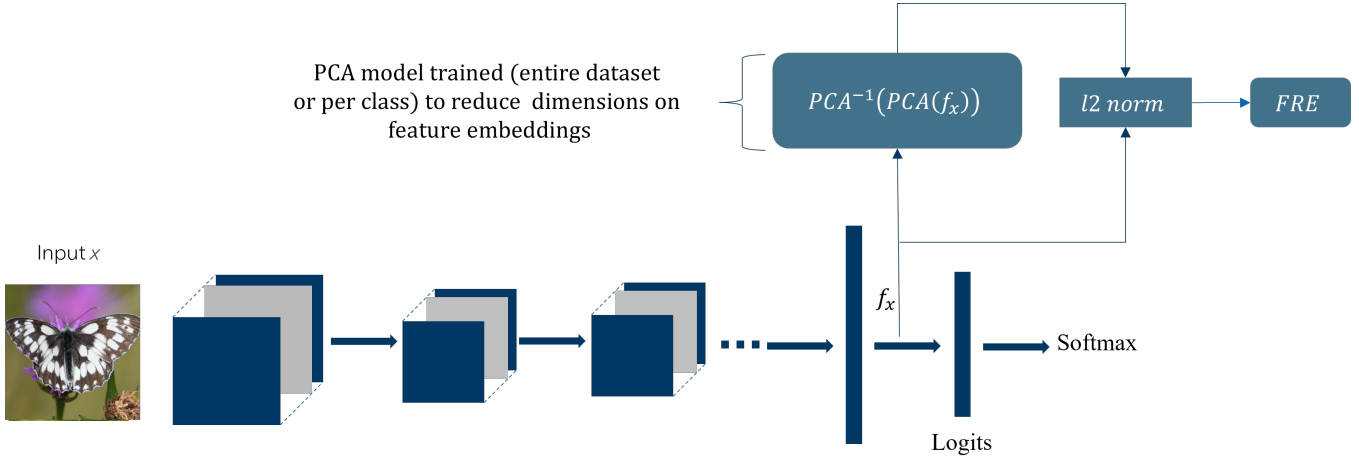 PCA model trained (entire dataset
or per class) to reduce dimensions on
feature embeddings
PCA⁻¹(PCA(fₓ))
l2 norm
FRE
Input x
fₓ
Softmax
Logits